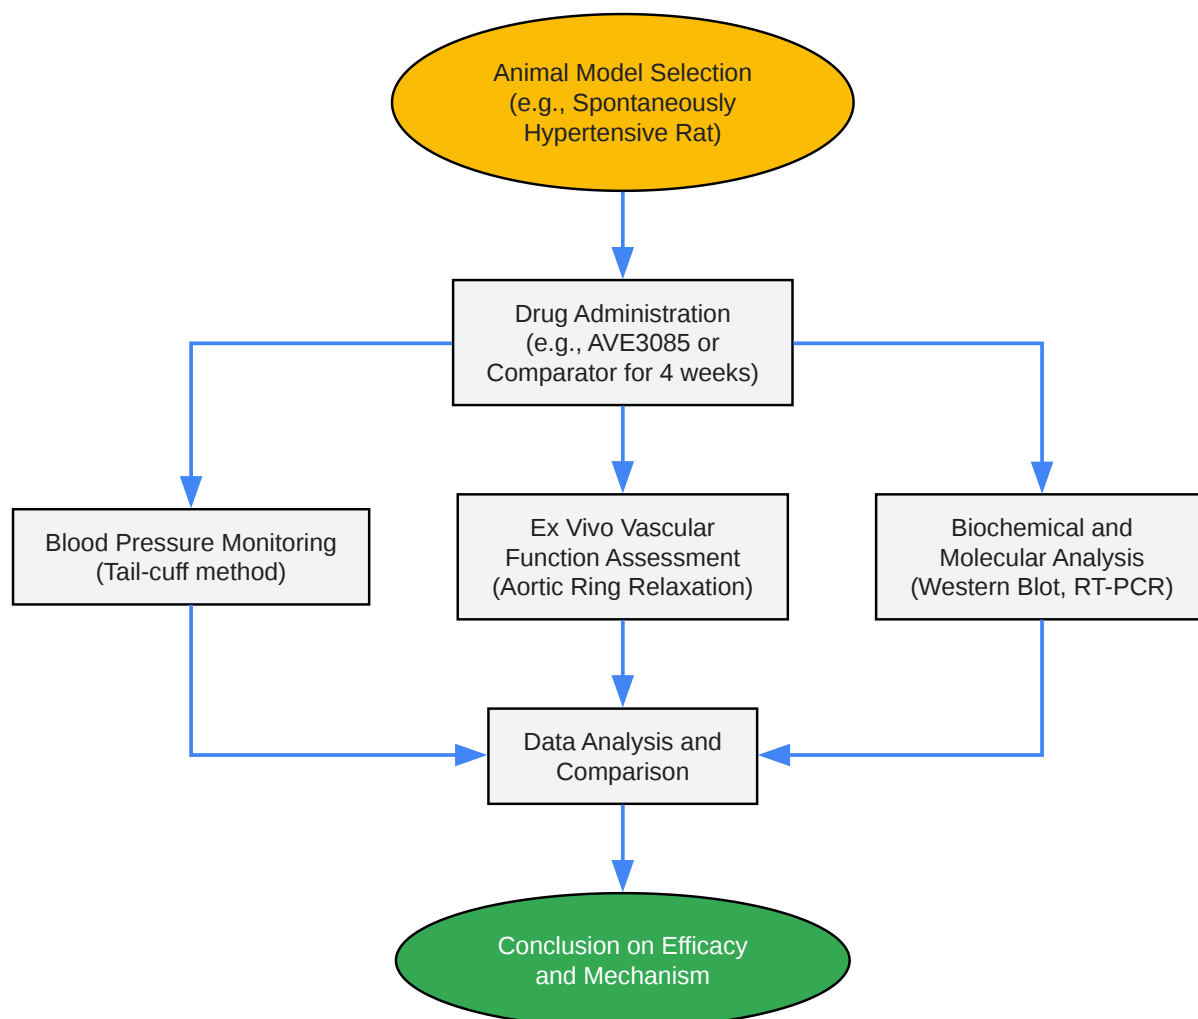 Animal Model Selection
(e.g., Spontaneously
Hypertensive Rat)
Drug Administration
(e.g., AVE3085 or
Comparator for 4 weeks)
Blood Pressure Monitoring
(Tail-cuff method)
Ex Vivo Vascular
Function Assessment
(Aortic Ring Relaxation)
Biochemical and
Molecular Analysis
(Western Blot, RT-PCR)
Data Analysis and
Comparison
Conclusion on Efficacy
and Mechanism